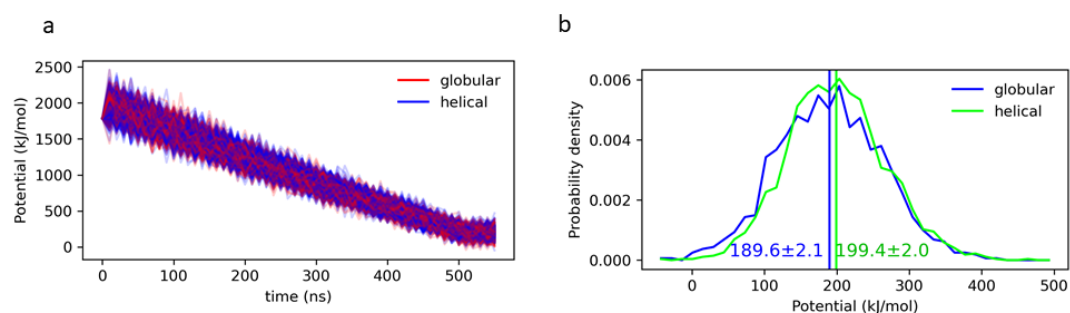 a
2500
2000
1500
1000
500
0
Potential (kJ/mol)
globular
helical
0 100 200 300 400 500
time (ns)
b
0.006
0.004
0.002
0.000
Probability density
globular
helical
189.6±2.1 199.4±2.0
0 100 200 300 400 500
Potential (kJ/mol)